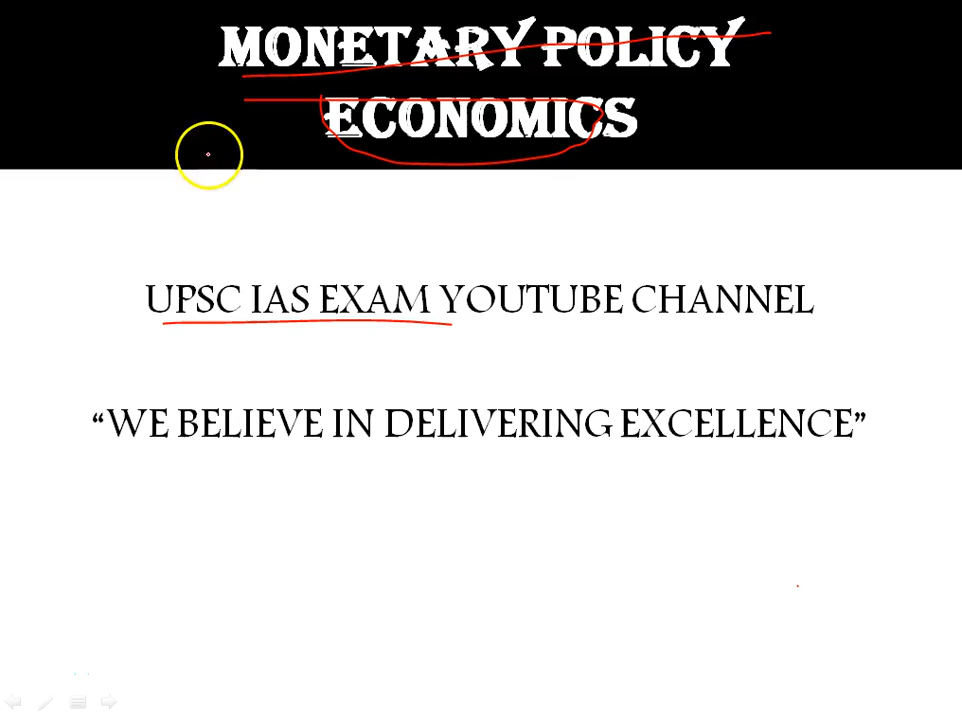 MONETARY POLICY
ECONOMICS
UPSC IAS EXAM YOUTUBE CHANNEL
“WE BELIEVE IN DELIVERING EXCELLENCE”